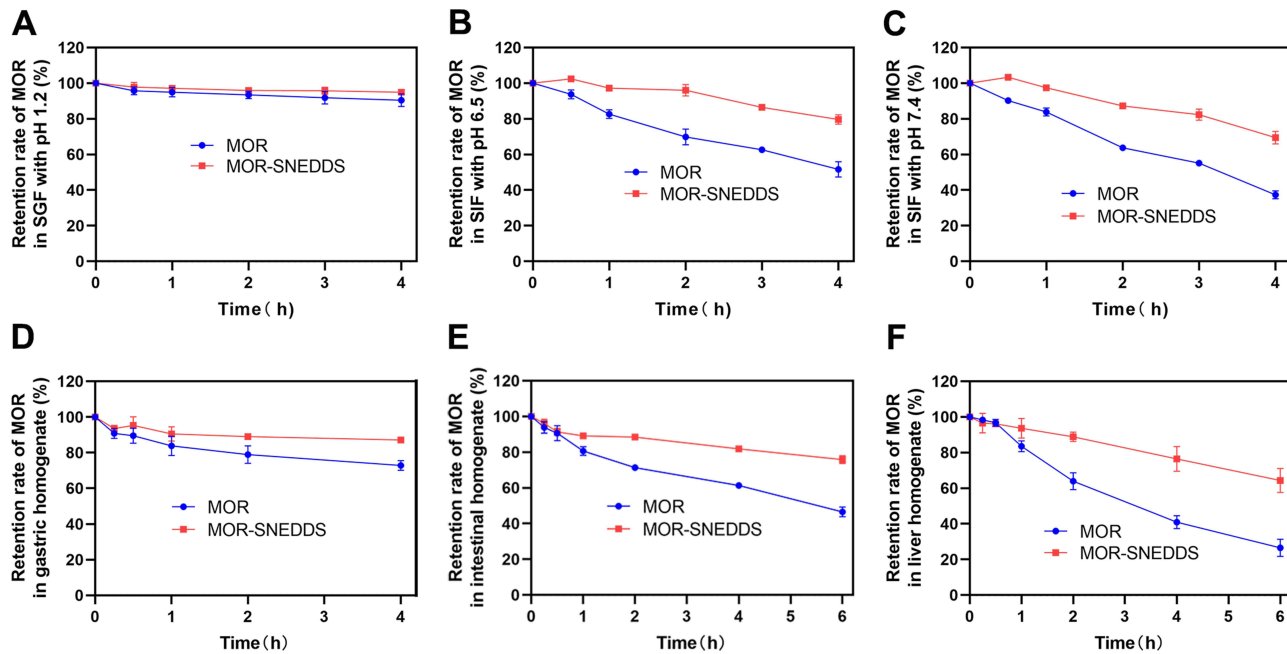 A
Retention rate of MOR
in SGF with pH 1.2 (%)
120
100
80
60
40
20
0
MOR
MOR-SNEDDS
0 1 2 3 4
Time( h)
B
Retention rate of MOR
in SIF with pH 6.5 (%)
120
100
80
60
40
20
0
MOR
MOR-SNEDDS
0 1 2 3 4
Time( h)
C
Retention rate of MOR
in SIF with pH 7.4 (%)
120
100
80
60
40
20
0
MOR
MOR-SNEDDS
0 1 2 3 4
Time( h)
D
Retention rate of MOR
in gastric homogenate (%)
120
100
80
60
40
20
0
MOR
MOR-SNEDDS
0 1 2 3 4
Time(h)
E
Retention rate of MOR
in intestinal homogenate (%)
120
100
80
60
40
20
0
MOR
MOR-SNEDDS
0 1 2 3 4 5 6
Time(h)
F
Retention rate of MOR
in liver homogenate (%)
120
100
80
60
40
20
0
MOR
MOR-SNEDDS
0 1 2 3 4 5 6
Time(h)